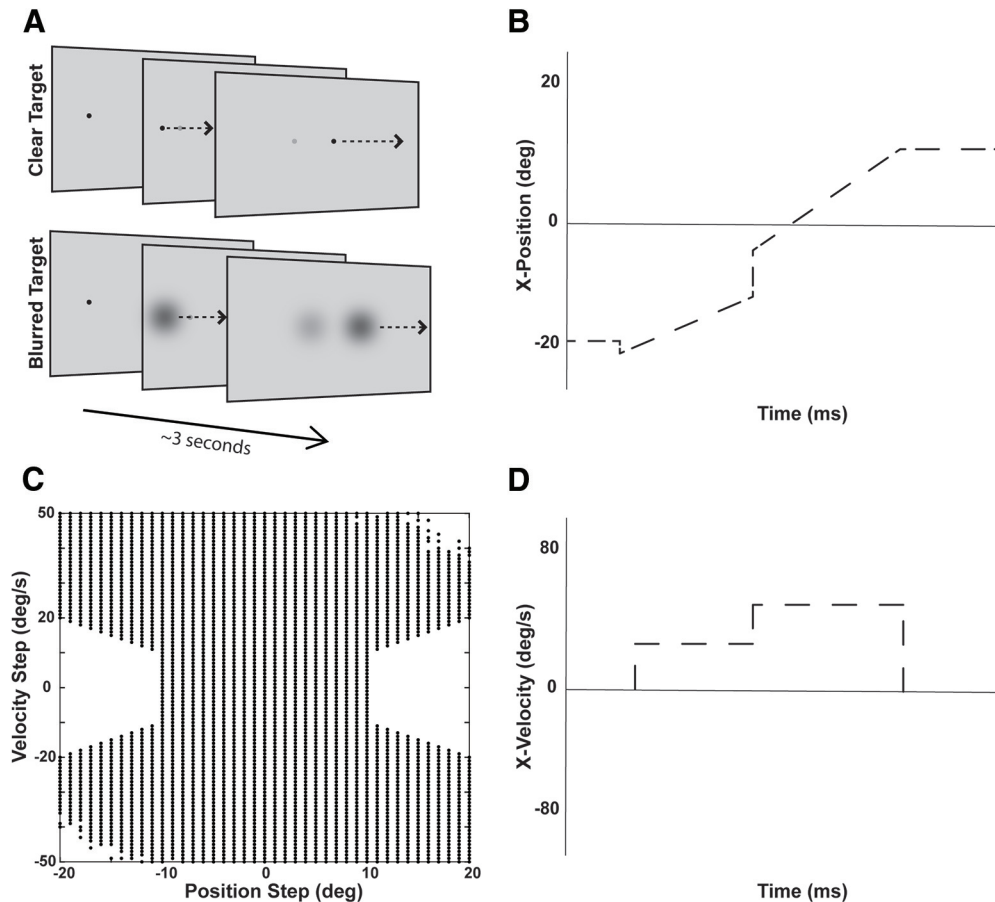 A
Clear Target
Blurred Target
~3 seconds
B
X-Position (deg)
20
0
-20
Time (ms)
C
Velocity Step (deg/s)
50
20
0
-20
-50
-20
-10
0
10
20
Position Step (deg)
D
X-Velocity (deg/s)
80
0
-80
Time (ms)